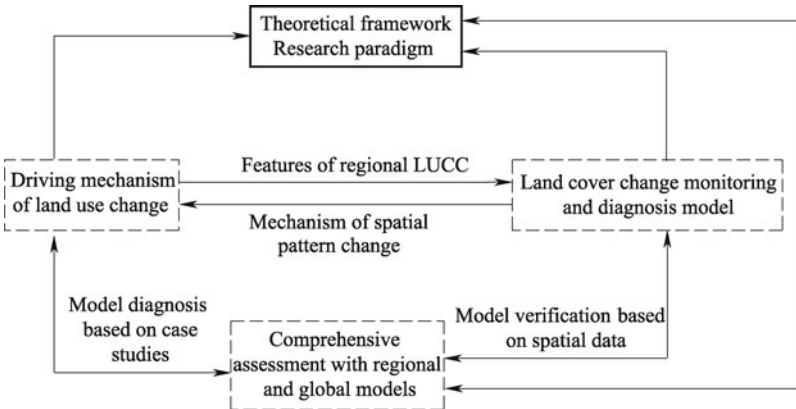 Theoretical framework
Research paradigm
Features of regional LUCC
Driving mechanism
of land use change
Land cover change monitoring
and diagnosis model
Mechanism of spatial
pattern change
Model diagnosis
based on case
studies
Model verification based
on spatial data
Comprehensive
assessment with regional
and global models